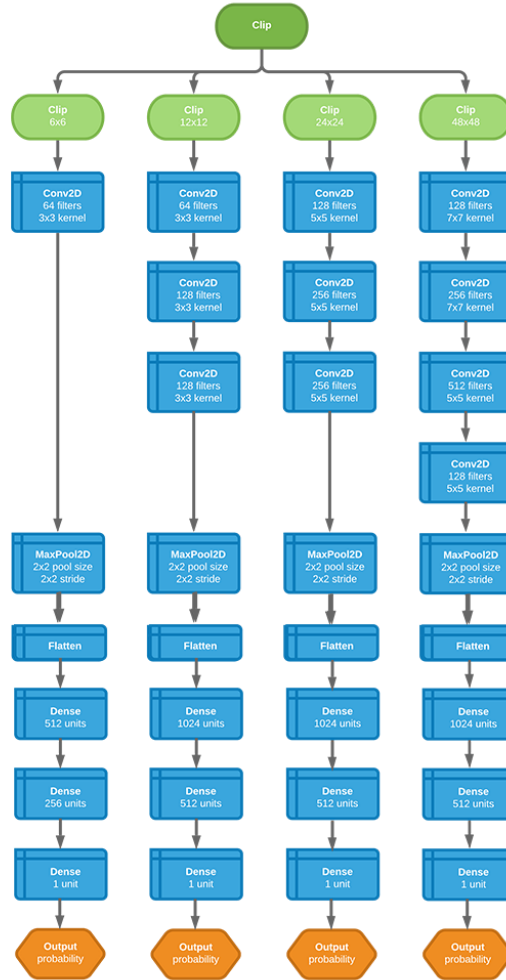 Clip
Clip
6x6
Clip
12x12
Clip
24x24
Clip
48x48
Conv2D
64 filters
3x3 kernel
Conv2D
64 filters
3x3 kernel
Conv2D
128 filters
5x5 kernel
Conv2D
128 filters
7x7 kernel
Conv2D
128 filters
3x3 kernel
Conv2D
256 filters
5x5 kernel
Conv2D
256 filters
7x7 kernel
Conv2D
128 filters
3x3 kernel
Conv2D
256 filters
5x5 kernel
Conv2D
512 filters
5x5 kernel
Conv2D
128 filters
5x5 kernel
MaxPool2D
2x2 pool size
2x2 stride
MaxPool2D
2x2 pool size
2x2 stride
MaxPool2D
2x2 pool size
2x2 stride
MaxPool2D
2x2 pool size
2x2 stride
Flatten
Flatten
Flatten
Flatten
Dense
512 units
Dense
1024 units
Dense
1024 units
Dense
1024 units
Dense
256 units
Dense
512 units
Dense
512 units
Dense
512 units
Dense
1 unit
Dense
1 unit
Dense
1 unit
Dense
1 unit
Output
probability
Output
probability
Output
probability
Output
probability